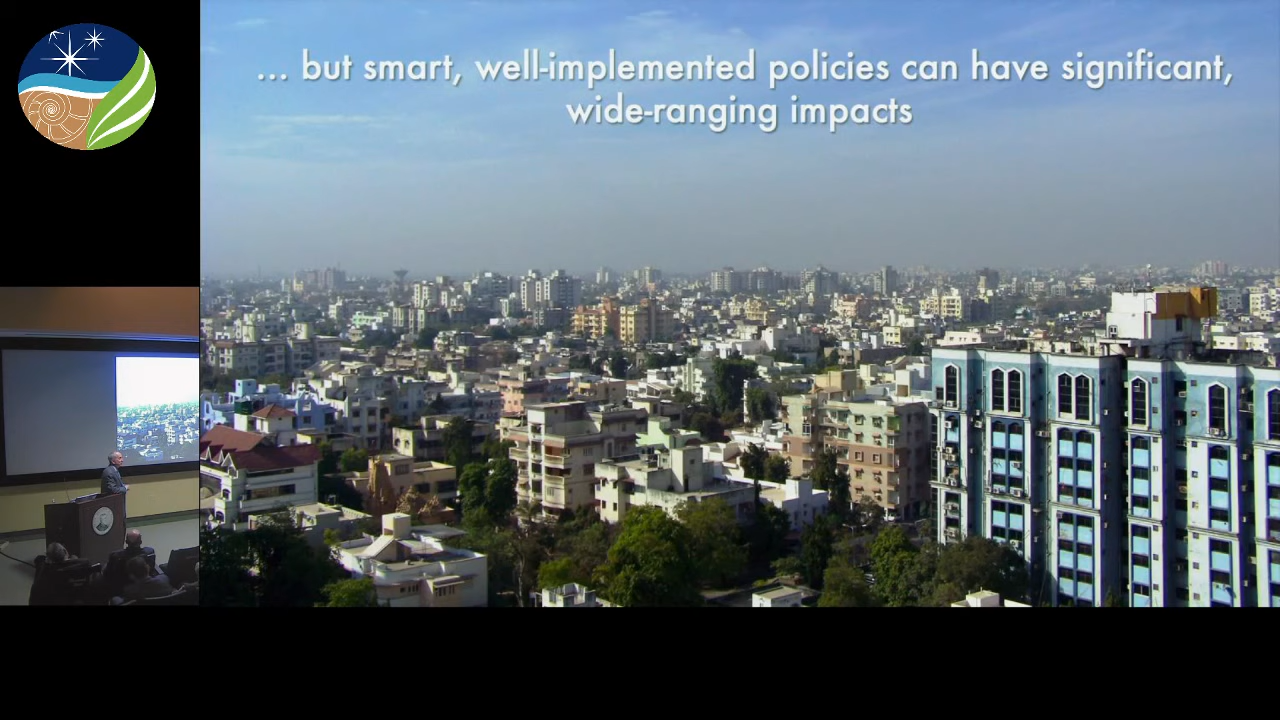 ... but smart, well-implemented policies can have significant,
wide-ranging impacts